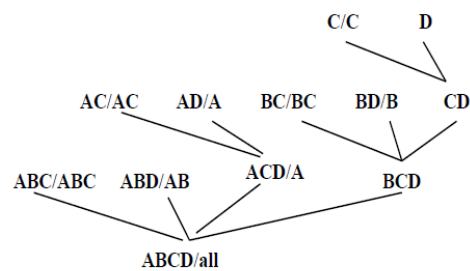 C/C D
AC/AC AD/A BC/BC BD/B CD
ABC/ABC ABD/AB ACD/A BCD
ABCD/all